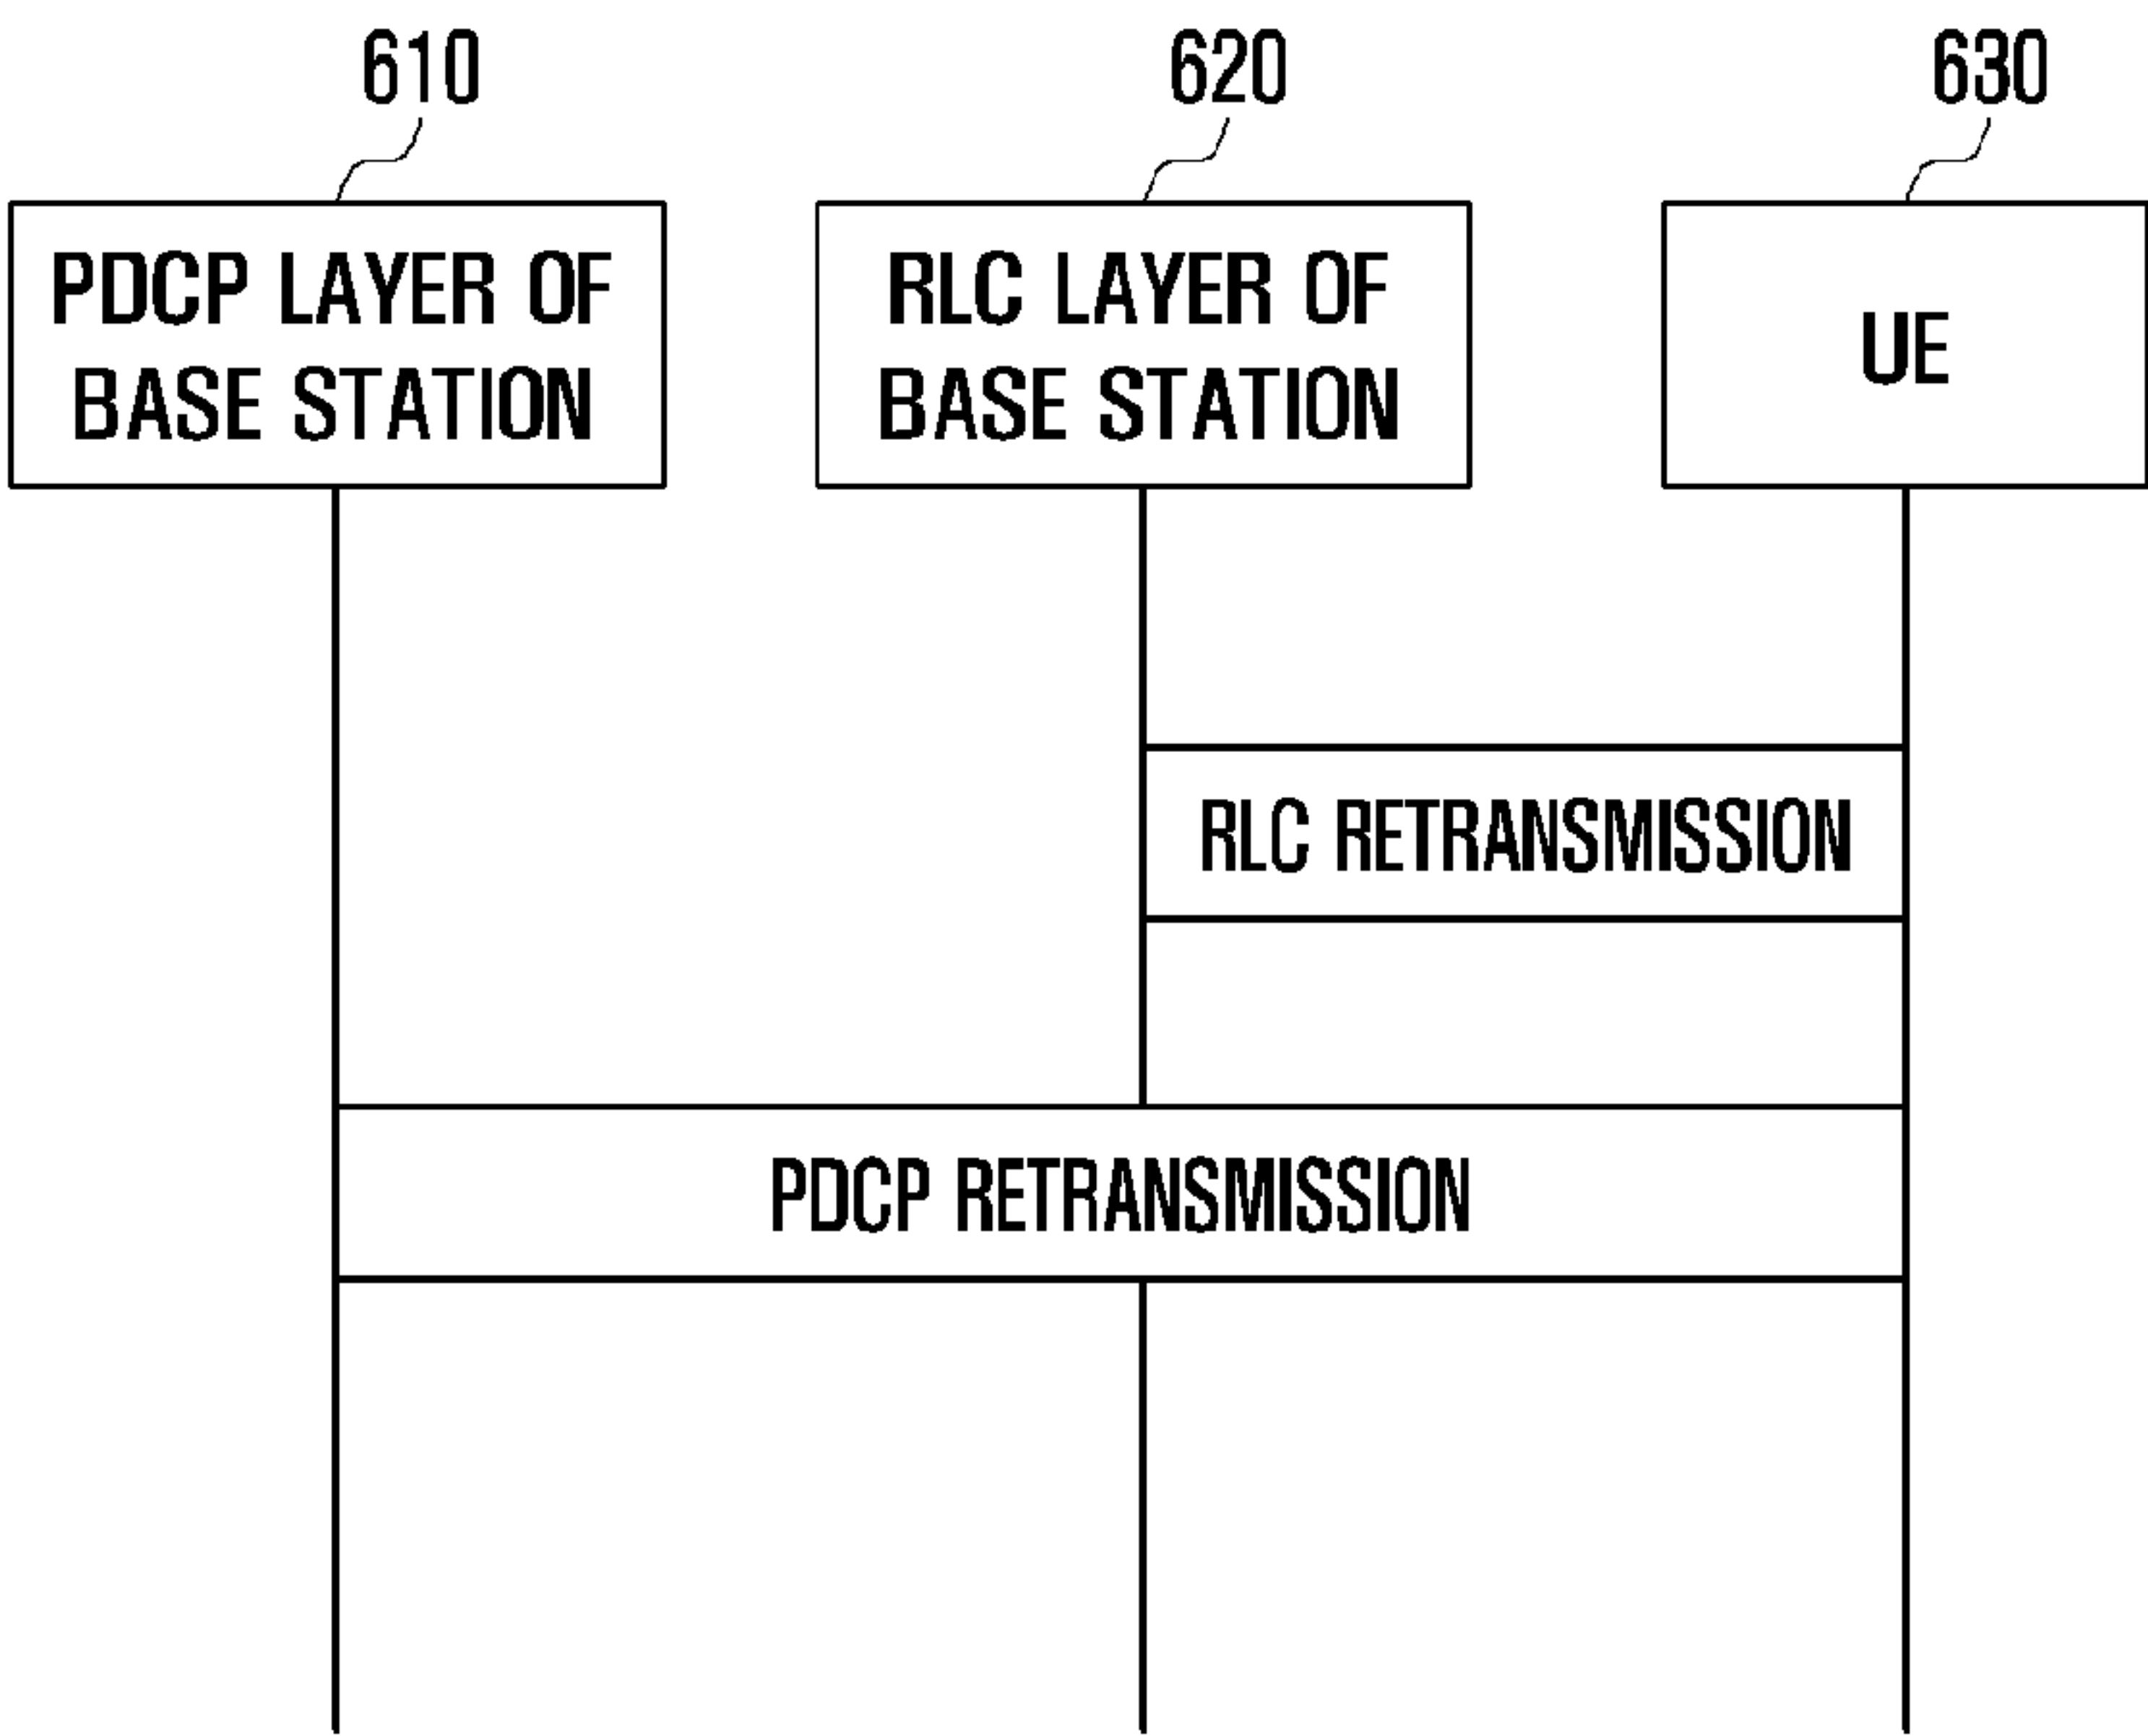 610
620
630
PDCP LAYER OF
BASE STATION
RLC LAYER OF
BASE STATION
UE
RLC RETRANSMISSION
PDCP RETRANSMISSION